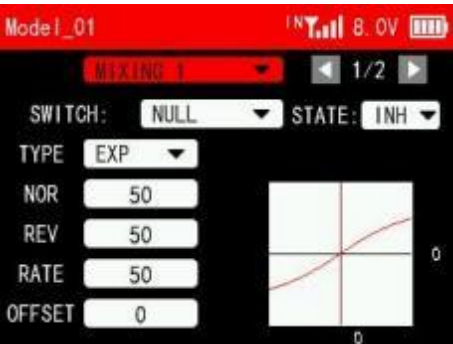 Model_01 IN 8.0V
MIXING 1 1/2
SWITCH: NULL STATE: INH
TYPE EXP
NOR 50
REV 50
RATE 50 0
OFFSET 0
0